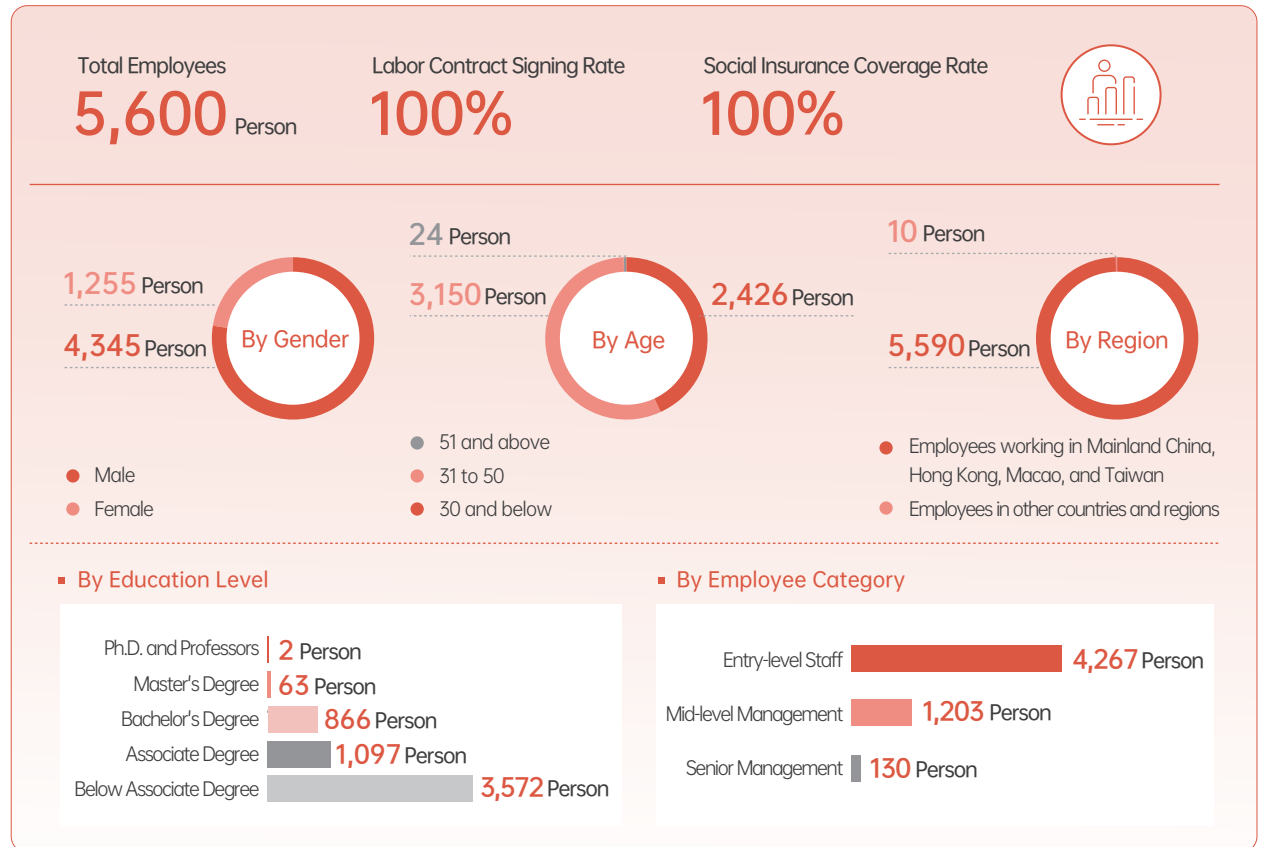 Total Employees
5,600 Person
Labor Contract Signing Rate
100%
Social Insurance Coverage Rate
100%
1,255 Person
4,345 Person
By Gender
Male
Female
24 Person
3,150 Person
2,426 Person
By Age
51 and above
31 to 50
30 and below
10 Person
5,590 Person
By Region
Employees working in Mainland China,
Hong Kong, Macao, and Taiwan
Employees in other countries and regions
By Education Level
Ph.D. and Professors 2 Person
Master's Degree 63 Person
Bachelor's Degree 866 Person
Associate Degree 1,097 Person
Below Associate Degree 3,572 Person
By Employee Category
Entry-level Staff 4,267 Person
Mid-level Management 1,203 Person
Senior Management 130 Person